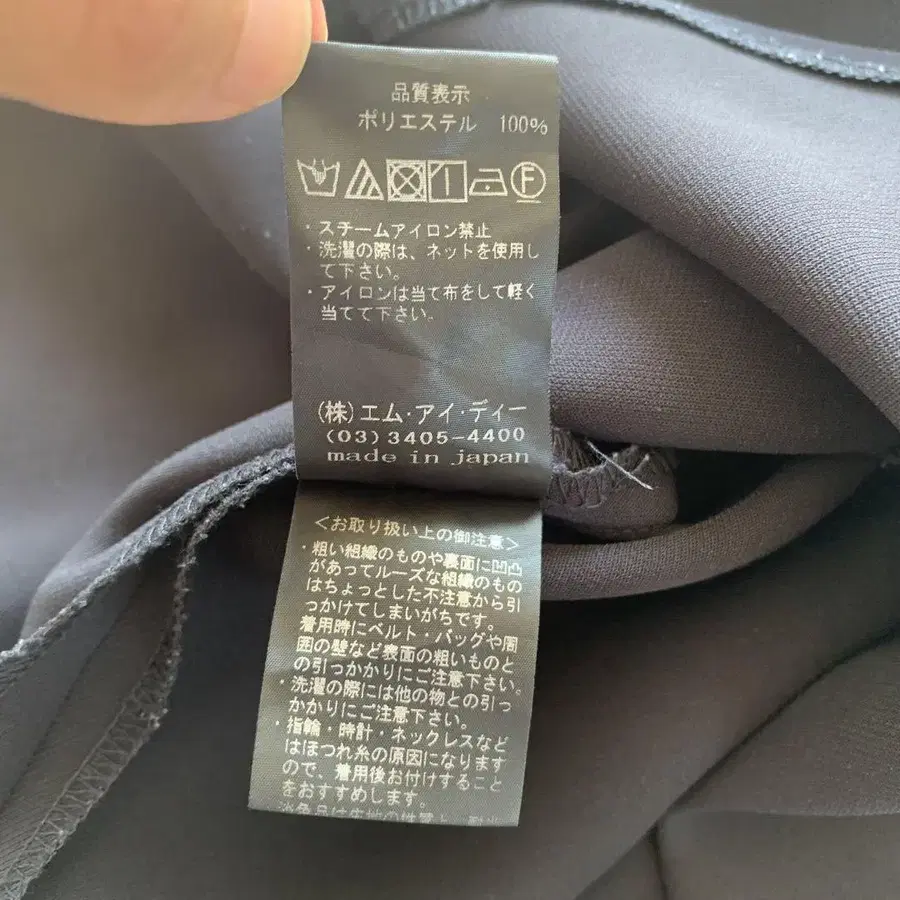 品質表示
ポリエステル 100%
F
・スチームアイロン禁止
・洗濯の際は、ネットを使用し
て下さい。
・アイロンは当て布をして軽く
当てて下さい。
(株)エム・アイ・ディー
(03)3405-4400
made in japan
<お取り扱い上の御注意>
・粗い組織のものや裏面に凹凸
があってルーズな組織のもの
はちょっとした不注意から引
っかけてしまいがちです。
着用時にベルト・バッグや周
囲の壁など表面の粗いものと
の引っかかりにご注意下さい。
・洗濯の際には他の物との引っ
かかりにご注意下さい。
・指輪・時計・ネックレスなど
はほつれ糸の原因になります
ので、着用後お付けすること
をおすすめします。